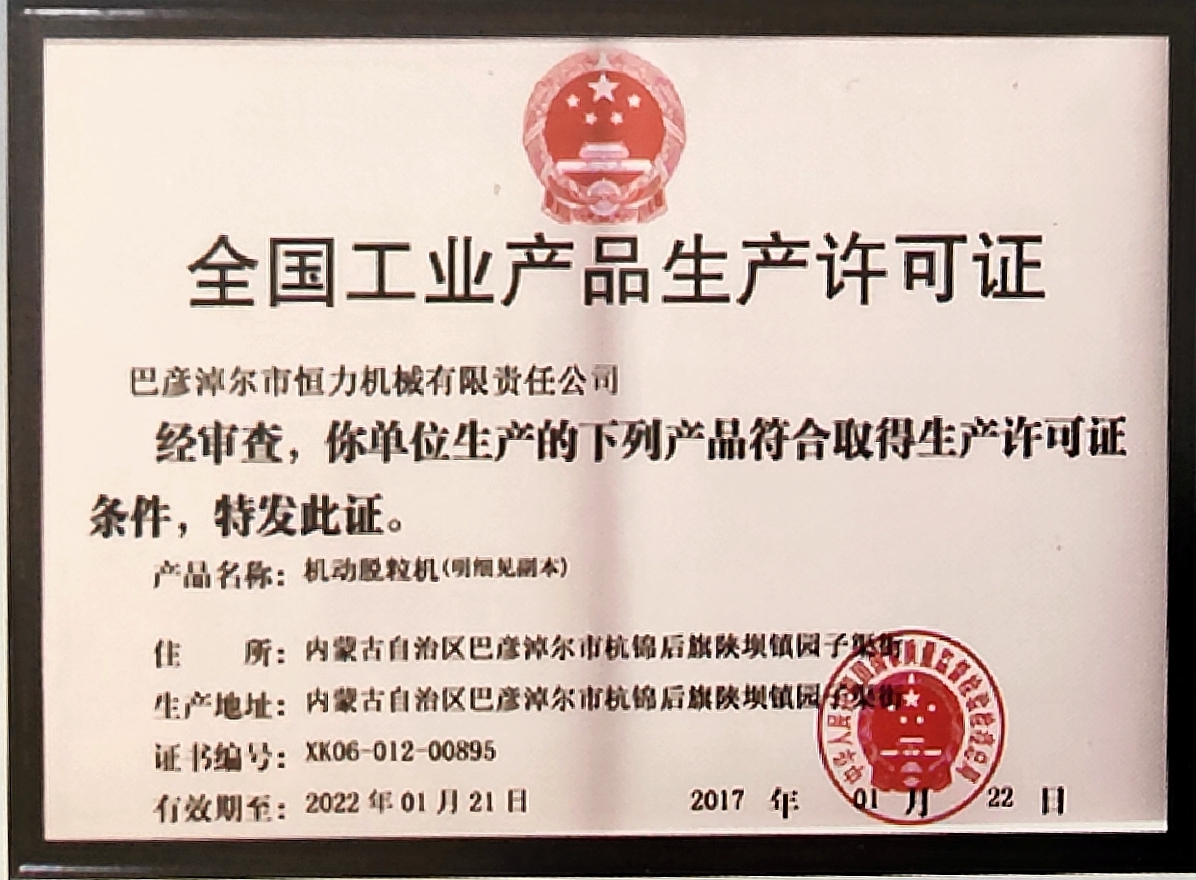 全国工业产品生产许可证
巴彦淖尔市恒力机械有限责任公司
经审查，你单位生产的下列产品符合取得生产许可证
条件，特发此证。
产品名称：机动脱粒机(明细见副本)
住 所：内蒙古自治区巴彦淖尔市杭锦后旗陕坝镇园子渠街
生产地址：内蒙古自治区巴彦淖尔市杭锦后旗陕坝镇园子渠街
证书编号：XK06-012-00895
有效期至：2022年01月21日
2017 年 01 月 22 日